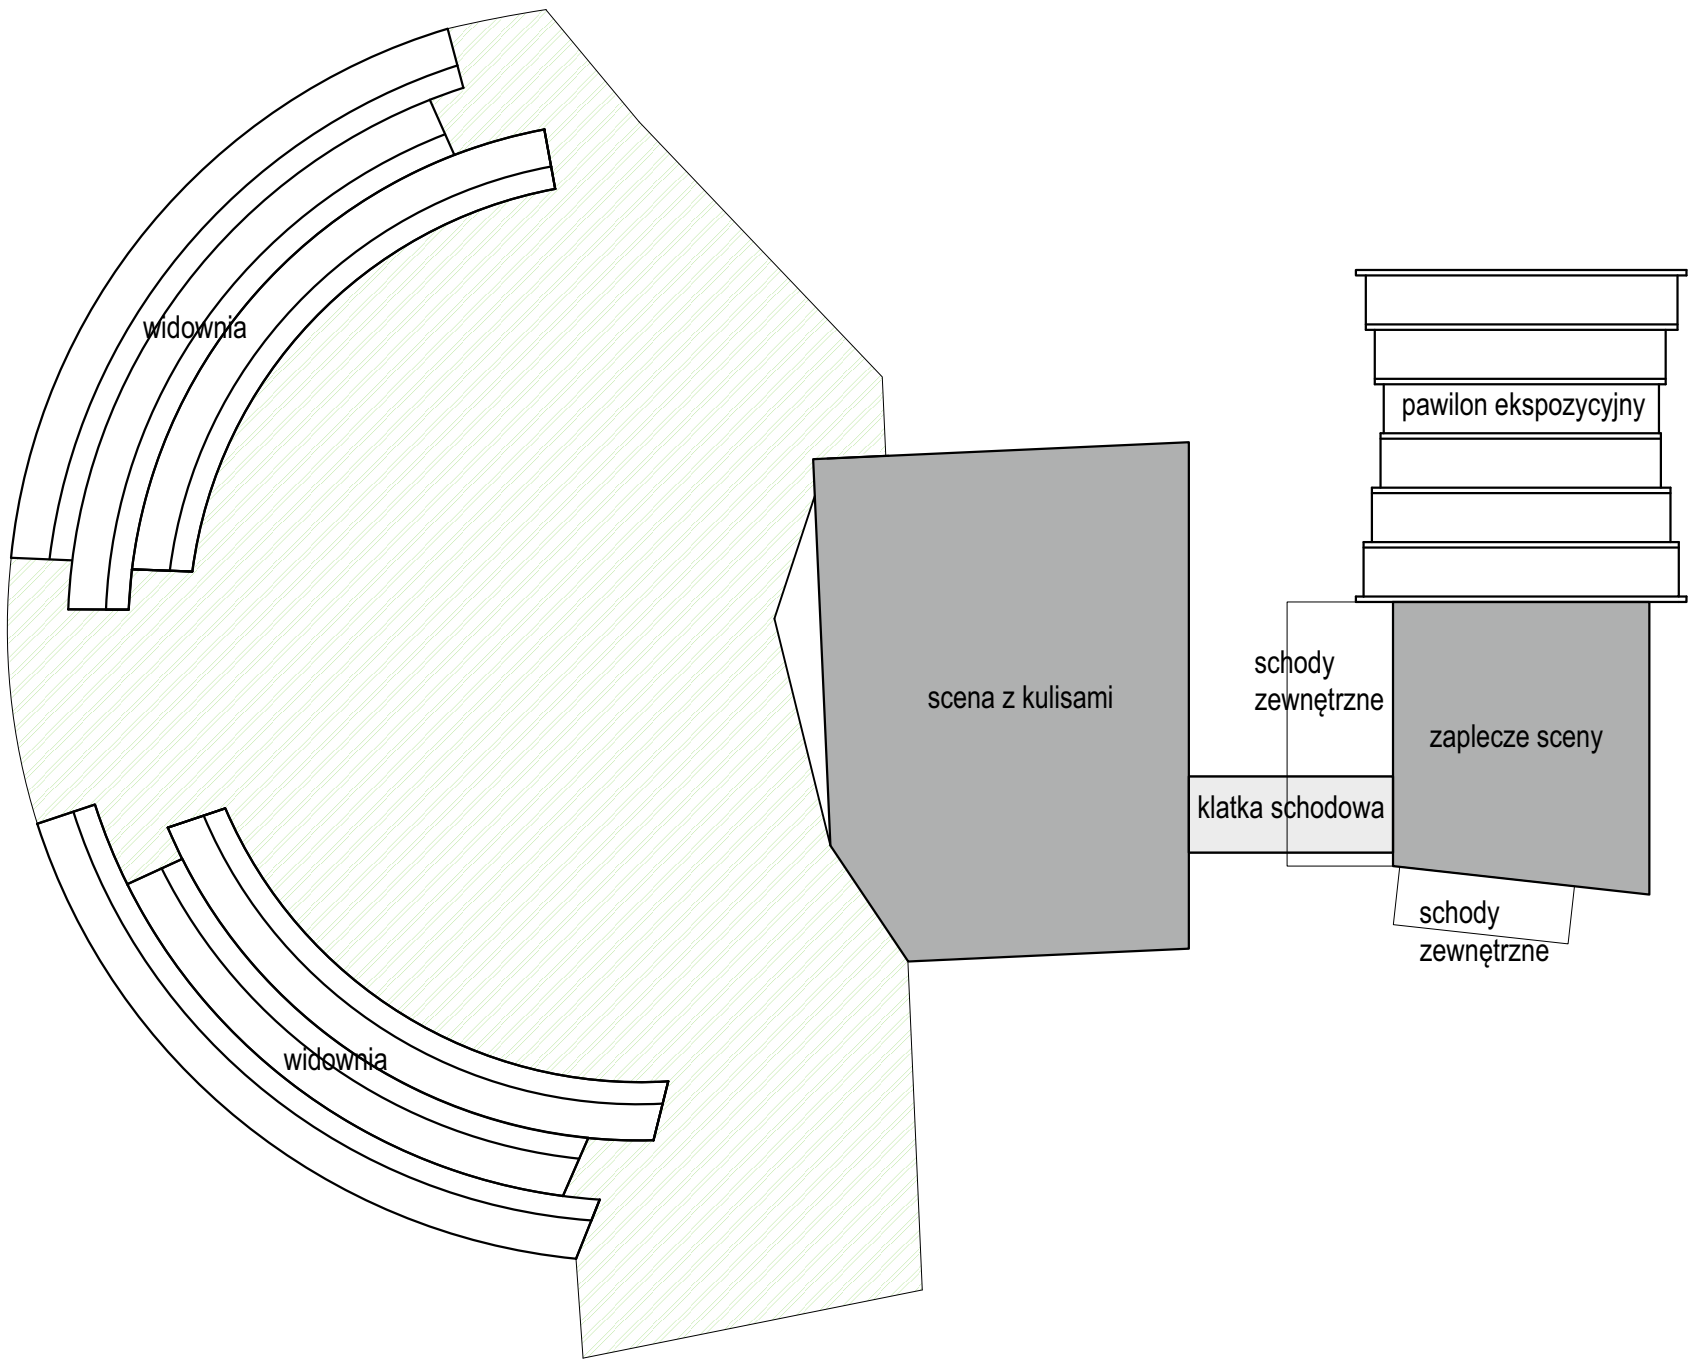 widownia
pawilon ekspozycyjny
schody
zewnętrzne
scena z kulisami
zaplecze sceny
klatka schodowa
schody
zewnętrzne
widownia